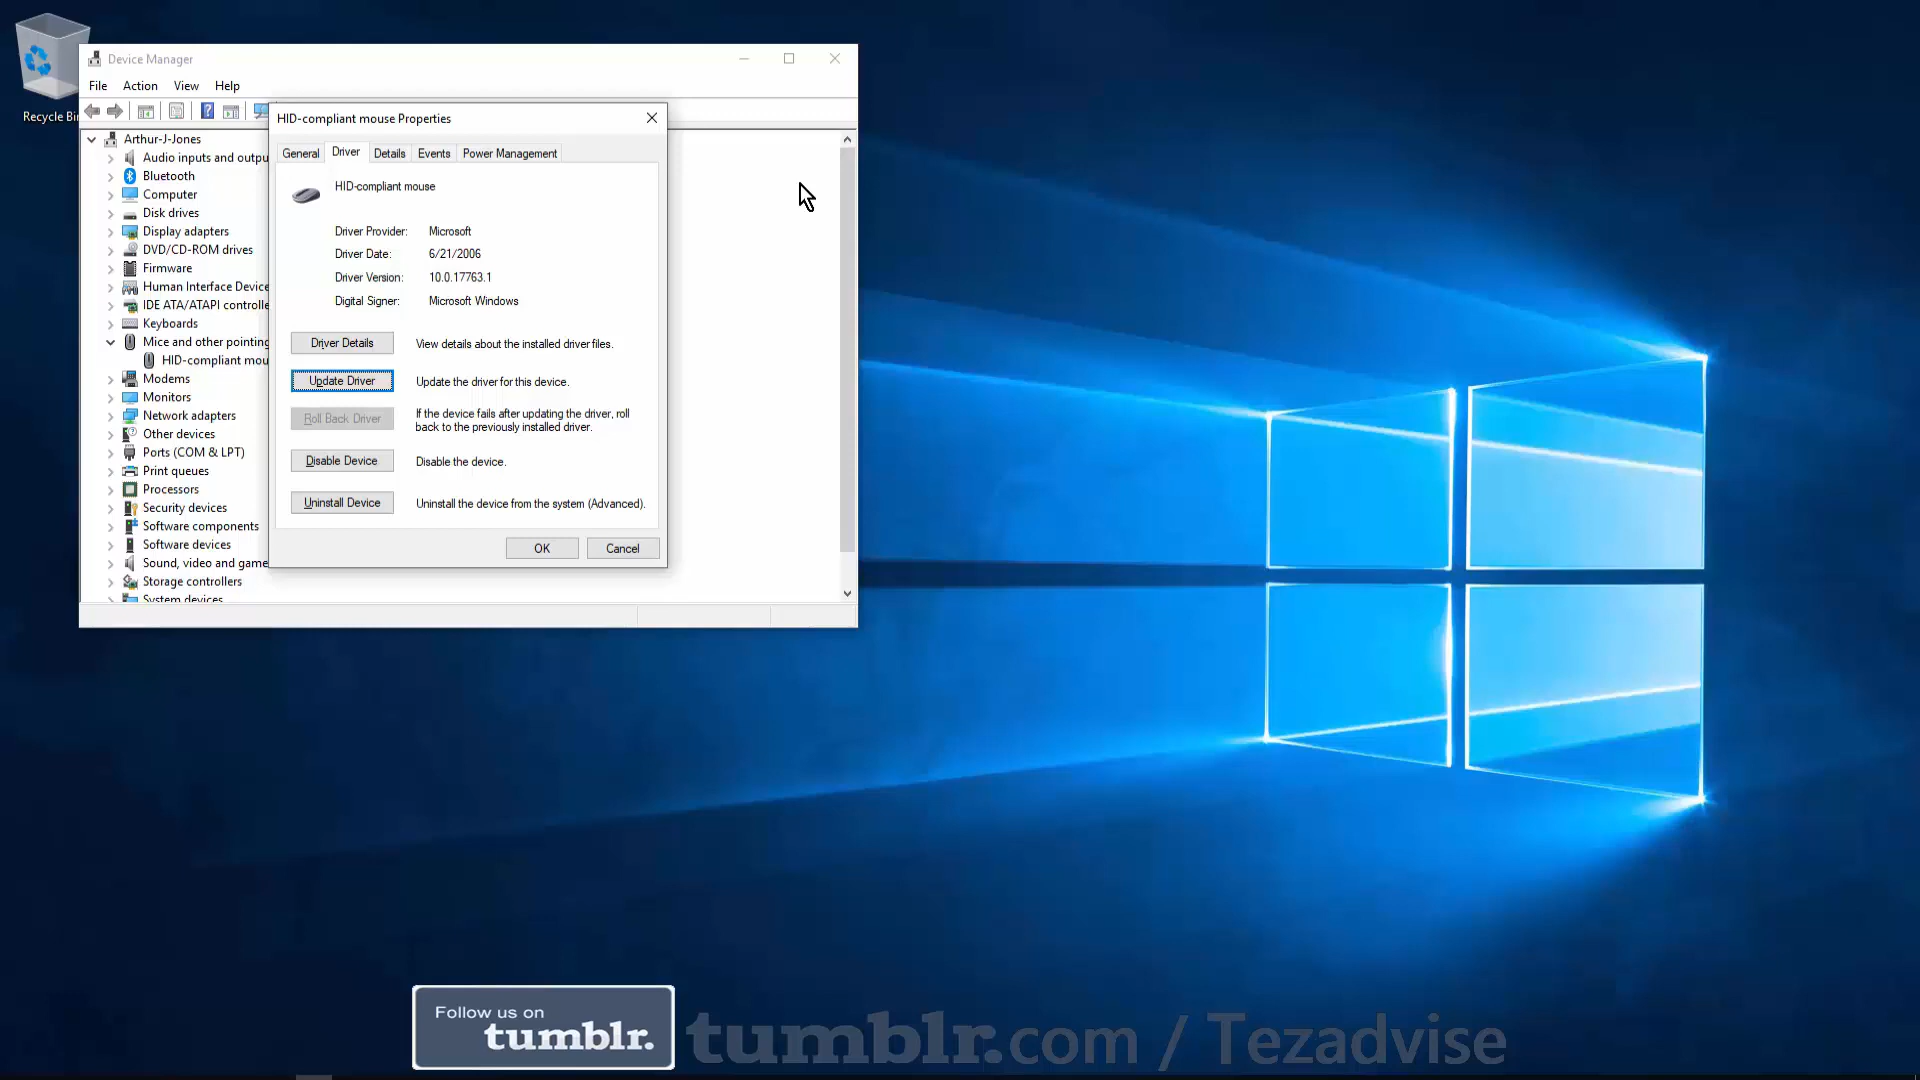 Recycle Bin
Device Manager
File Action View Help
Arthur-J-Jones
Audio inputs and outpu
Bluetooth
Computer
Disk drives
Display adapters
DVD/CD-ROM drives
Firmware
Human Interface Device
IDE ATA/ATAPI controlle
Keyboards
Mice and other pointing
HID-compliant mou
Modems
Monitors
Network adapters
Other devices
Ports (COM & LPT)
Print queues
Processors
Security devices
Software components
Software devices
Sound, video and game
Storage controllers
System devices
HID-compliant mouse Properties
General Driver Details Events Power Management
HID-compliant mouse
Driver Provider: Microsoft
Driver Date: 6/21/2006
Driver Version: 10.0.17763.1
Digital Signer: Microsoft Windows
Driver Details View details about the installed driver files.
Update Driver Update the driver for this device.
Roll Back Driver If the device fails after updating the driver, roll
back to the previously installed driver.
Disable Device Disable the device.
Uninstall Device Uninstall the device from the system (Advanced).
OK Cancel
Follow us on
tumblr.
tumblr.com / Tezadvise